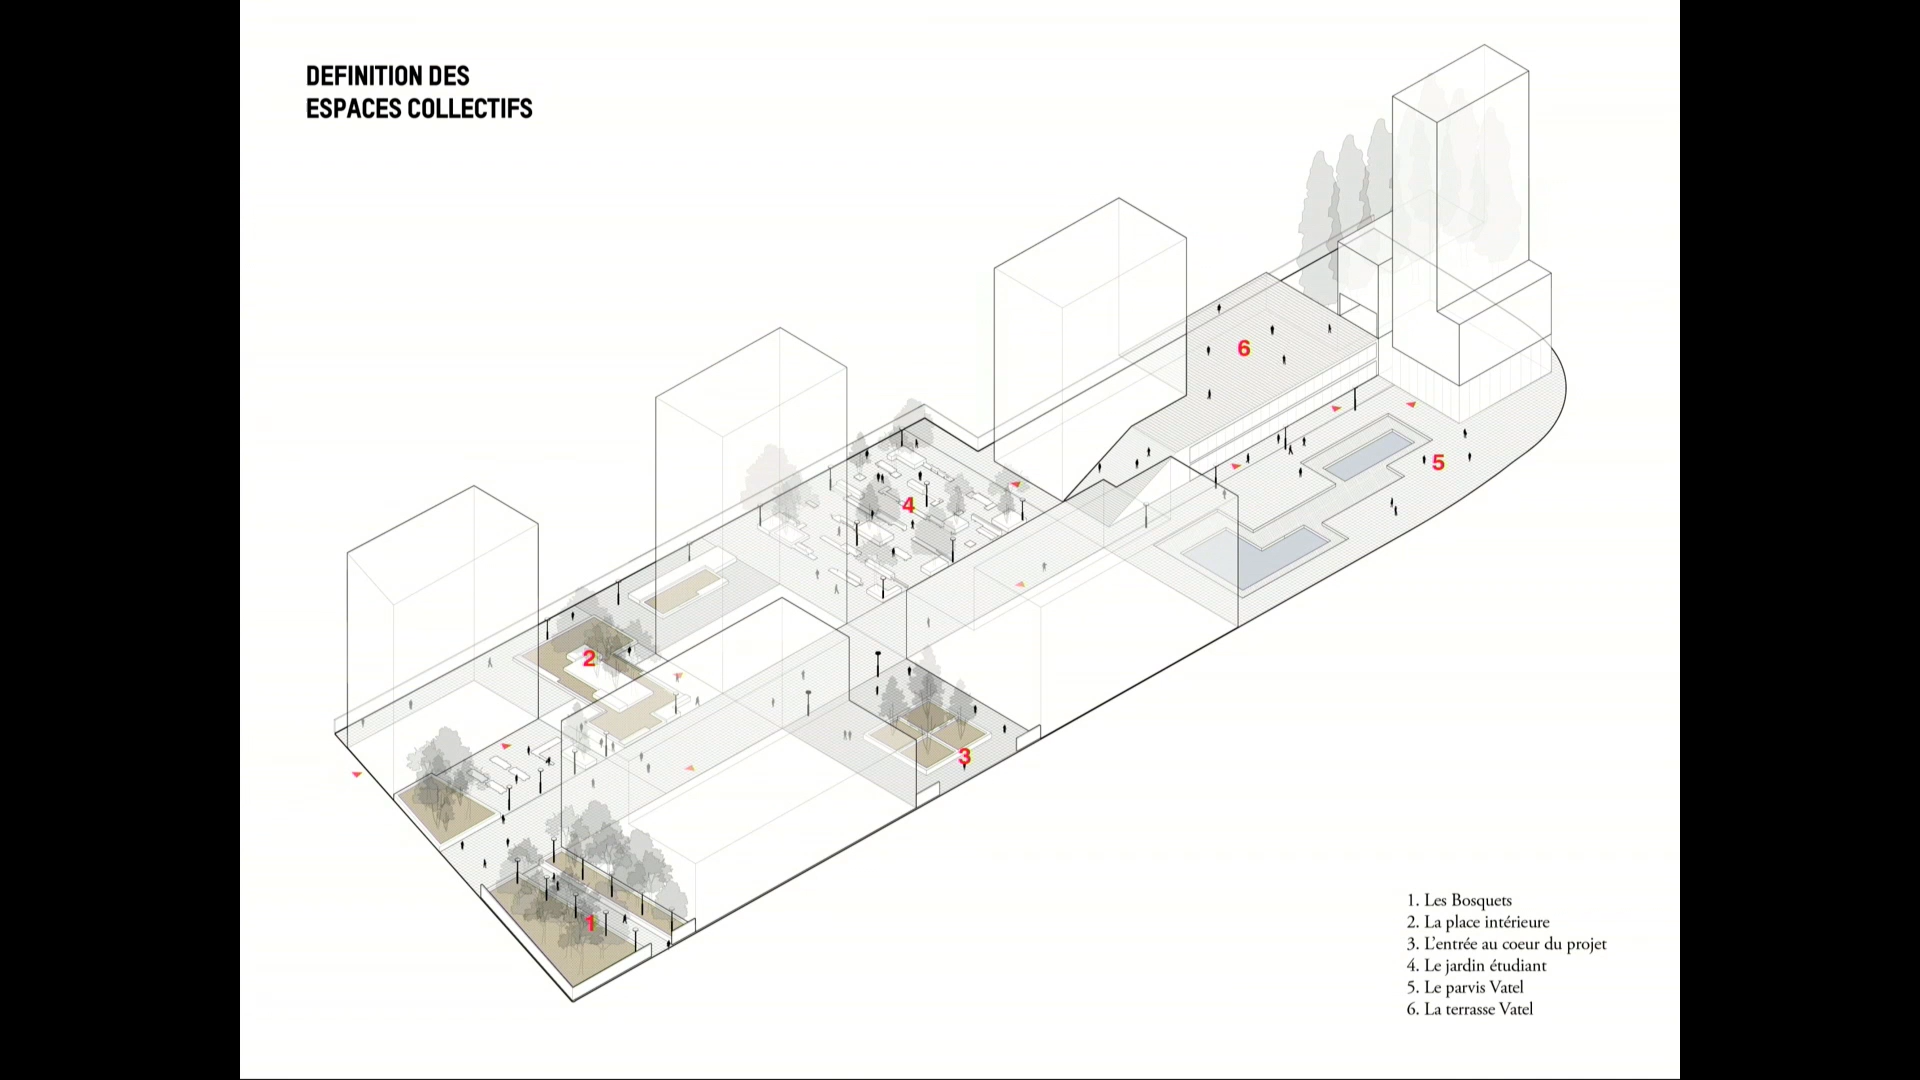 DEFINITION DES
ESPACES COLLECTIFS
6
5
4
2
3
1
1. Les Bosquets
2. La place intérieure
3. L'entrée au coeur du projet
4. Le jardin étudiant
5. Le parvis Vatel
6. La terrasse Vatel